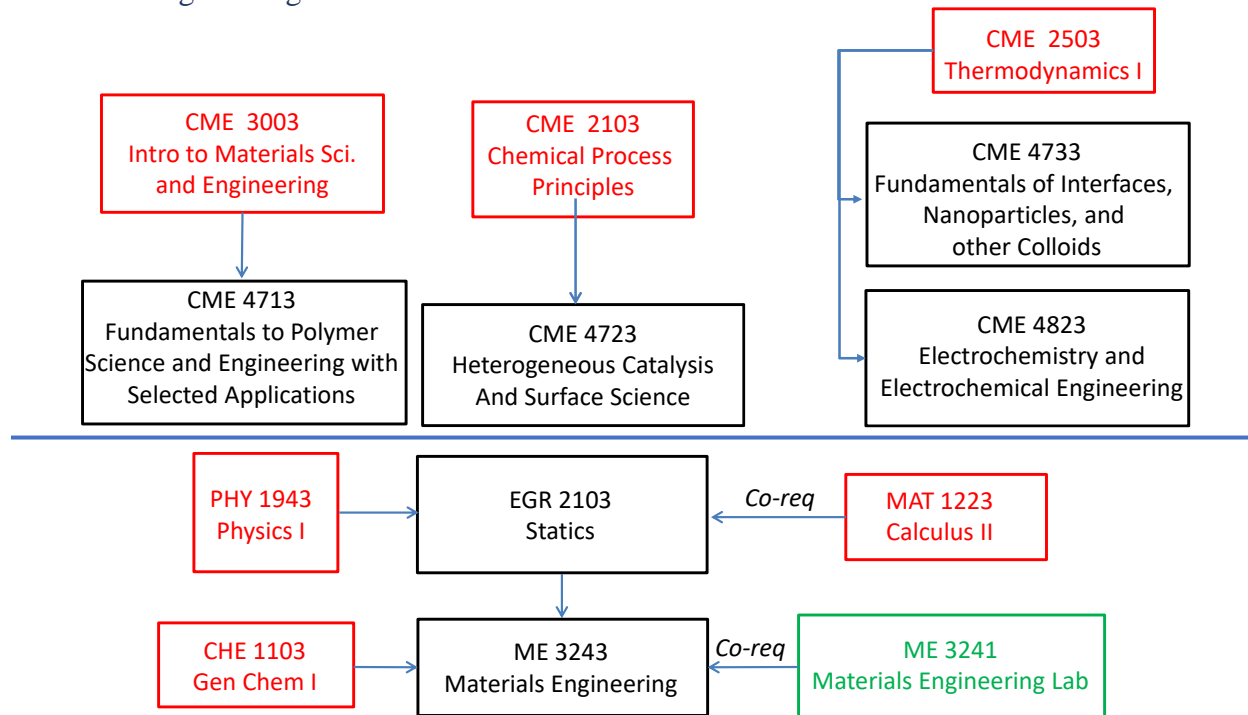 CME 2503
Thermodynamics I
CME 3003
Intro to Materials Sci.
and Engineering
CME 2103
Chemical Process
Principles
CME 4733
Fundamentals of Interfaces,
Nanoparticles, and
other Colloids
CME 4713
Fundamentals to Polymer
Science and Engineering with
Selected Applications
CME 4723
Heterogeneous Catalysis
And Surface Science
CME 4823
Electrochemistry and
Electrochemical Engineering
PHY 1943
Physics I
EGR 2103
Statics
Co-req
MAT 1223
Calculus II
CHE 1103
Gen Chem I
ME 3243
Materials Engineering
Co-req
ME 3241
Materials Engineering Lab